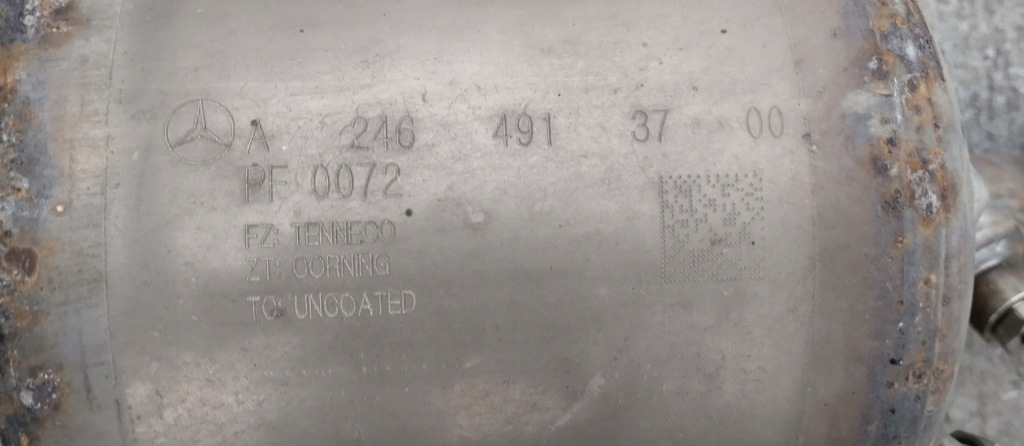 A 246 491 37 00
PF 0072
FZ: TENNECO
ZT: CORNING
TC: UNCOATED